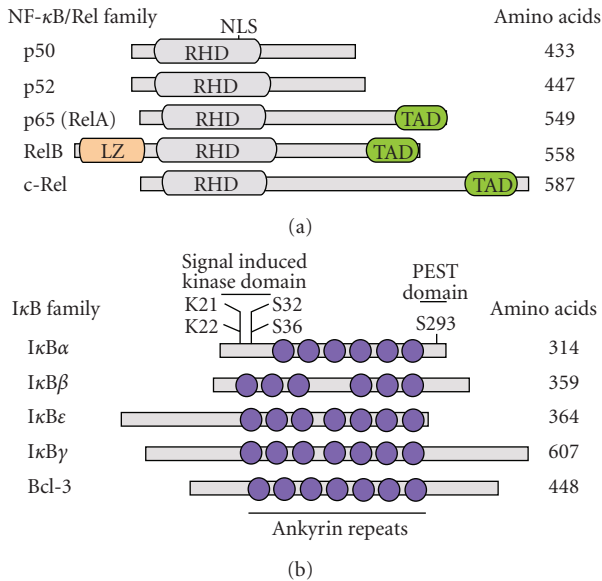 NF-κB/Rel family Amino acids
NLS
p50 RHD 433
p52 RHD 447
p65 (RelA) RHD TAD 549
RelB LZ RHD TAD 558
c-Rel RHD TAD 587
(a)
Signal induced
kinase domain
PEST
domain
IκB family K21 S32 Amino acids
K22 S36 S293
IκBα 314
IκBβ 359
IκBε 364
IκBγ 607
Bcl-3 448
Ankyrin repeats
(b)